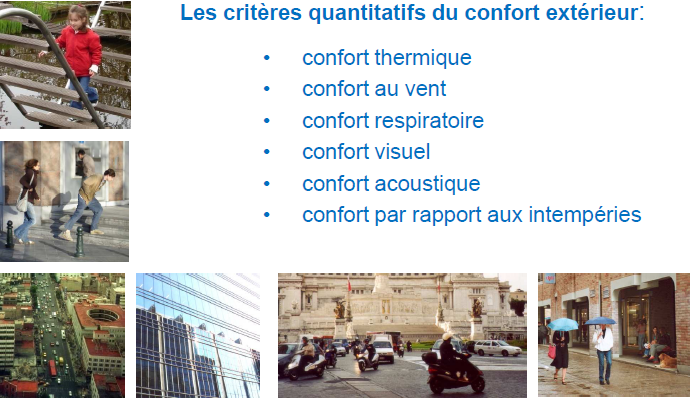 Les critères quantitatifs du confort extérieur:
• confort thermique
• confort au vent
• confort respiratoire
• confort visuel
• confort acoustique
• confort par rapport aux intempéries